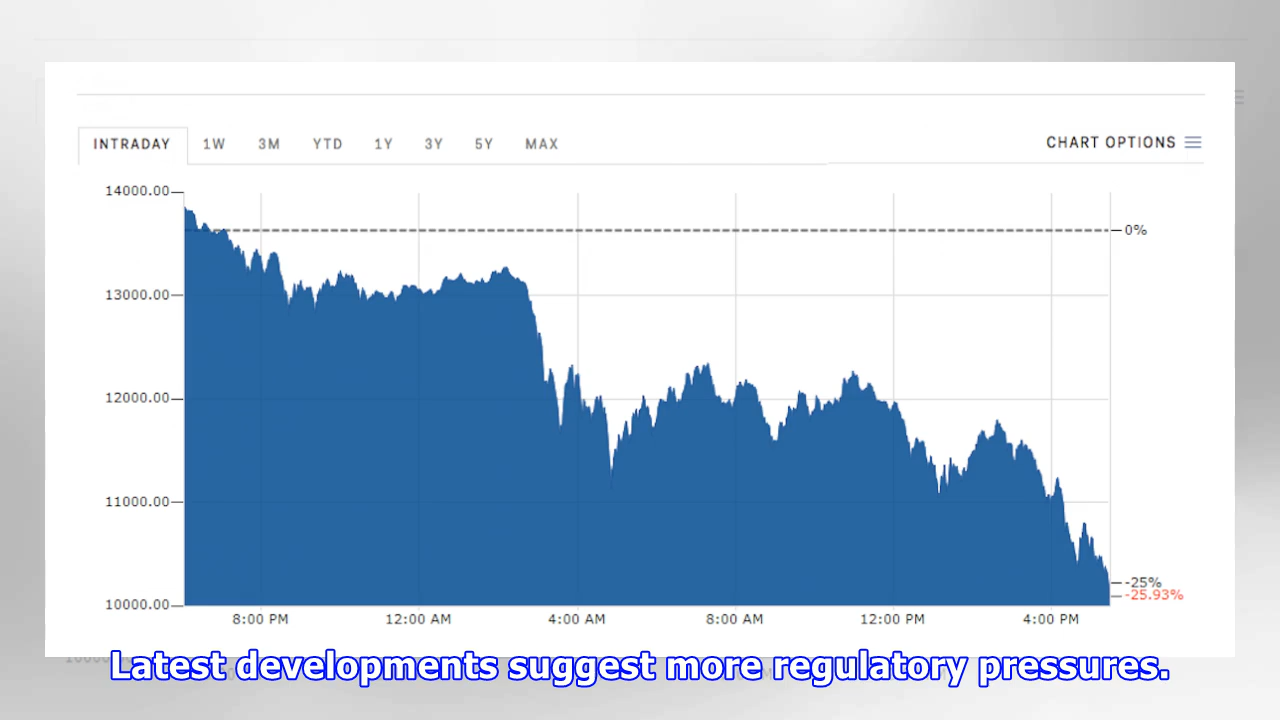 INTRADAY 1W 3M YTD 1Y 3Y 5Y MAX CHART OPTIONS
14000.00
0%
13000.00
12000.00
11000.00
-25%
-25.93%
10000.00
8:00 PM 12:00 AM 4:00 AM 8:00 AM 12:00 PM 4:00 PM
Latest developments suggest more regulatory pressures.